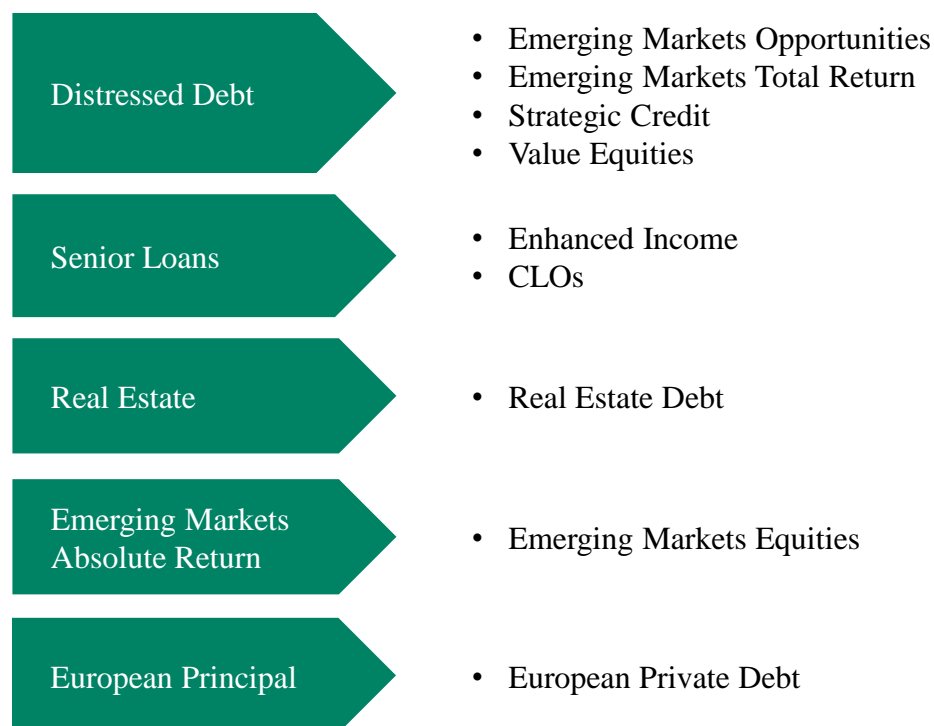 Distressed Debt
• Emerging Markets Opportunities
• Emerging Markets Total Return
• Strategic Credit
• Value Equities
Senior Loans
• Enhanced Income
• CLOs
Real Estate
• Real Estate Debt
Emerging Markets
Absolute Return
• Emerging Markets Equities
European Principal
• European Private Debt